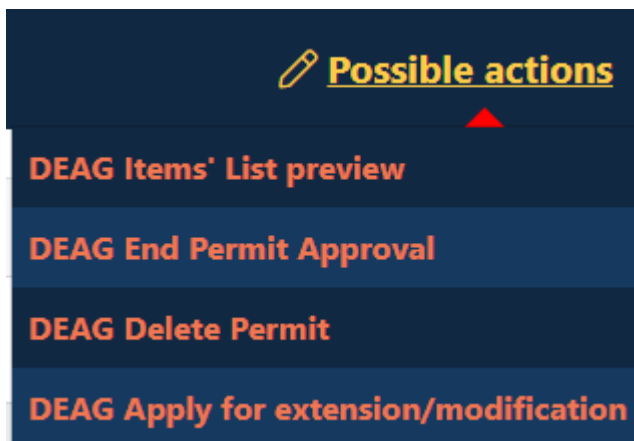 Possible actions
DEAG Items' List preview
DEAG End Permit Approval
DEAG Delete Permit
DEAG Apply for extension/modification